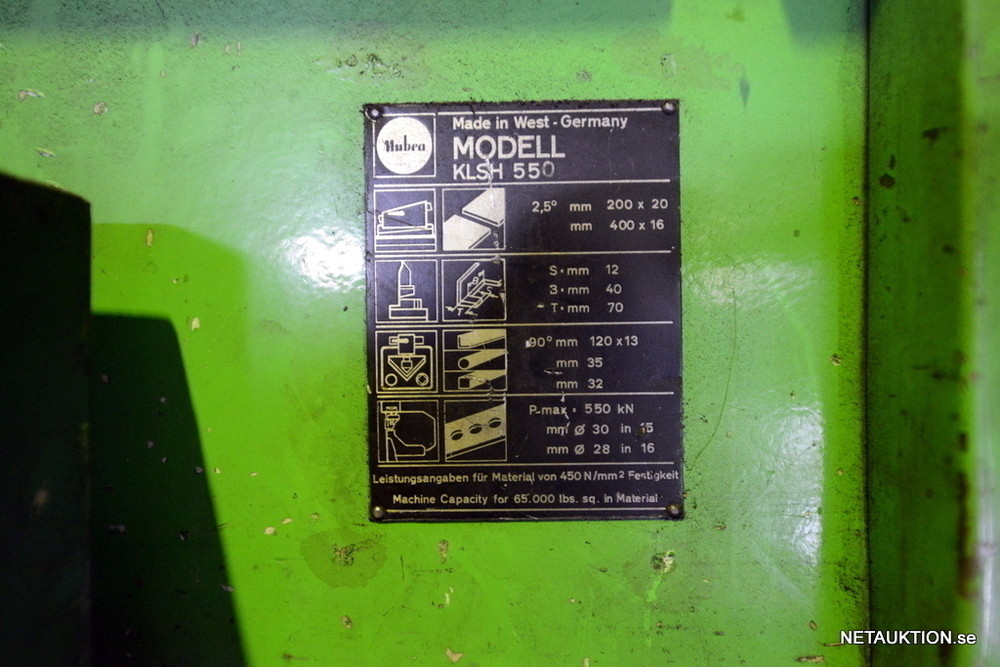 Mubea
Made in West - Germany
MODELL
KLSH 550
2,5° mm 200 x 20
mm 400 x 16
S • mm 12
B • mm 40
T • mm 70
90° mm 120 x 13
mm 35
mm 32
P-max • 550 kN
mm Ø 30 in 15
mm Ø 28 in 16
Leistungsangaben für Material von 450 N/mm² Festigkeit
Machine Capacity for 65.000 lbs. sq. in Material
NETAUKTION.se